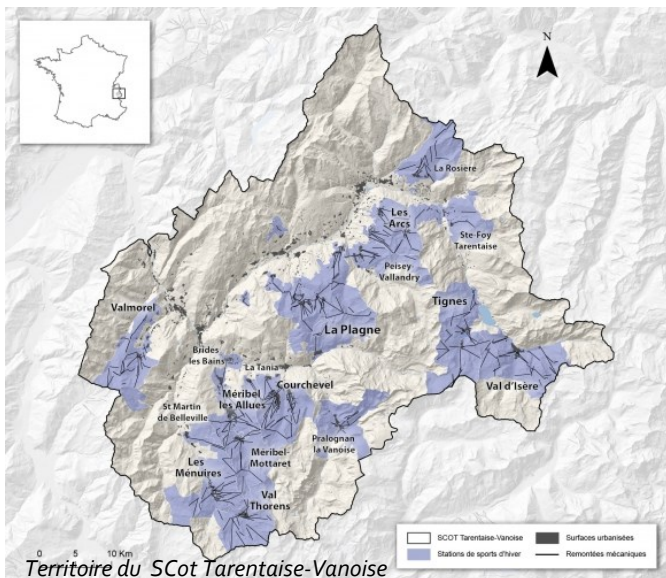 N
La Rosière
Les
Arcs
Ste-Foy
Tarentaise
Peisey
Vallandry
Tignes
Valmorel
La Plagne
Brides
les Bains
La Tania
Val d'Isère
Courchevel
Méribel
les Allues
St Martin
de Belleville
Pralognan
la Vanoise
Méribel-
Mottaret
Les
Ménuires
Val
Thorens
SCOT Tarentaise-Vanoise
Surfaces urbanisées
Stations de sports d'hiver
Remontées mécaniques
0 5 10 Km
Territoire du SCot Tarentaise-Vanoise